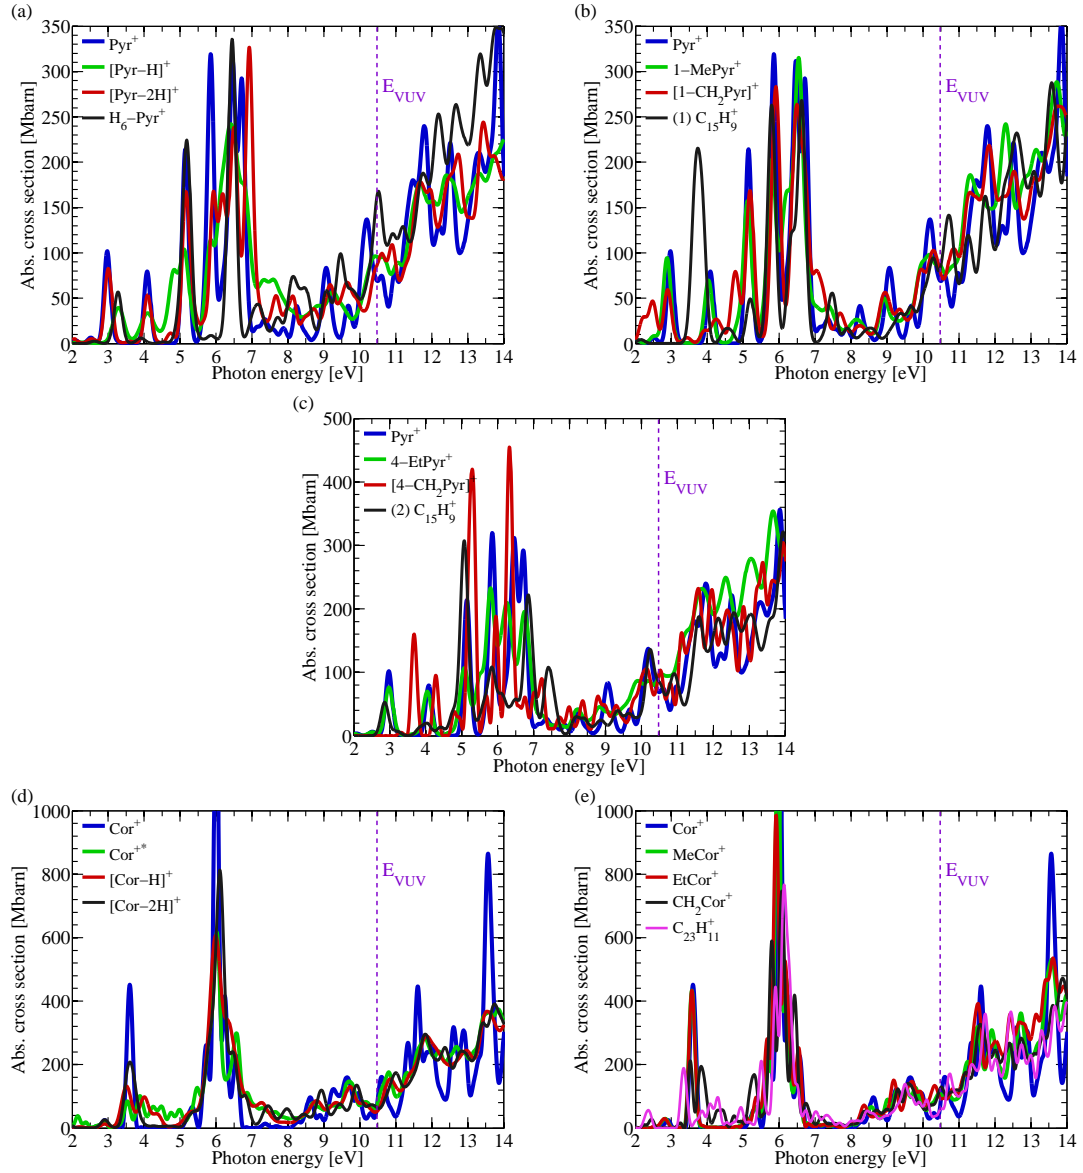 (a)
Abs. cross section [Mbarn]
350
300
250
200
150
100
50
0
Pyr+
[Pyr−H]+
[Pyr−2H]+
H6−Pyr+
EVUV
2 3 4 5 6 7 8 9 10 11 12 13 14
Photon energy [eV]
(b)
Abs. cross section [Mbarn]
350
300
250
200
150
100
50
0
Pyr+
1−MePyr+
[1−CH2Pyr]+
(1) C15H9+
EVUV
2 3 4 5 6 7 8 9 10 11 12 13 14
Photon energy [eV]
(c)
Abs. cross section [Mbarn]
500
400
300
200
100
0
Pyr+
4−EtPyr+
[4−CH2Pyr]+
(2) C15H9+
EVUV
2 3 4 5 6 7 8 9 10 11 12 13 14
Photon energy [eV]
(d)
Abs. cross section [Mbarn]
1000
800
600
400
200
0
Cor+
Cor+*
[Cor−H]+
[Cor−2H]+
EVUV
2 3 4 5 6 7 8 9 10 11 12 13 14
Photon energy [eV]
(e)
Abs. cross section [Mbarn]
1000
800
600
400
200
0
Cor+
MeCor+
EtCor+
CH2Cor+
C23H11+
EVUV
2 3 4 5 6 7 8 9 10 11 12 13 14
Photon energy [eV]